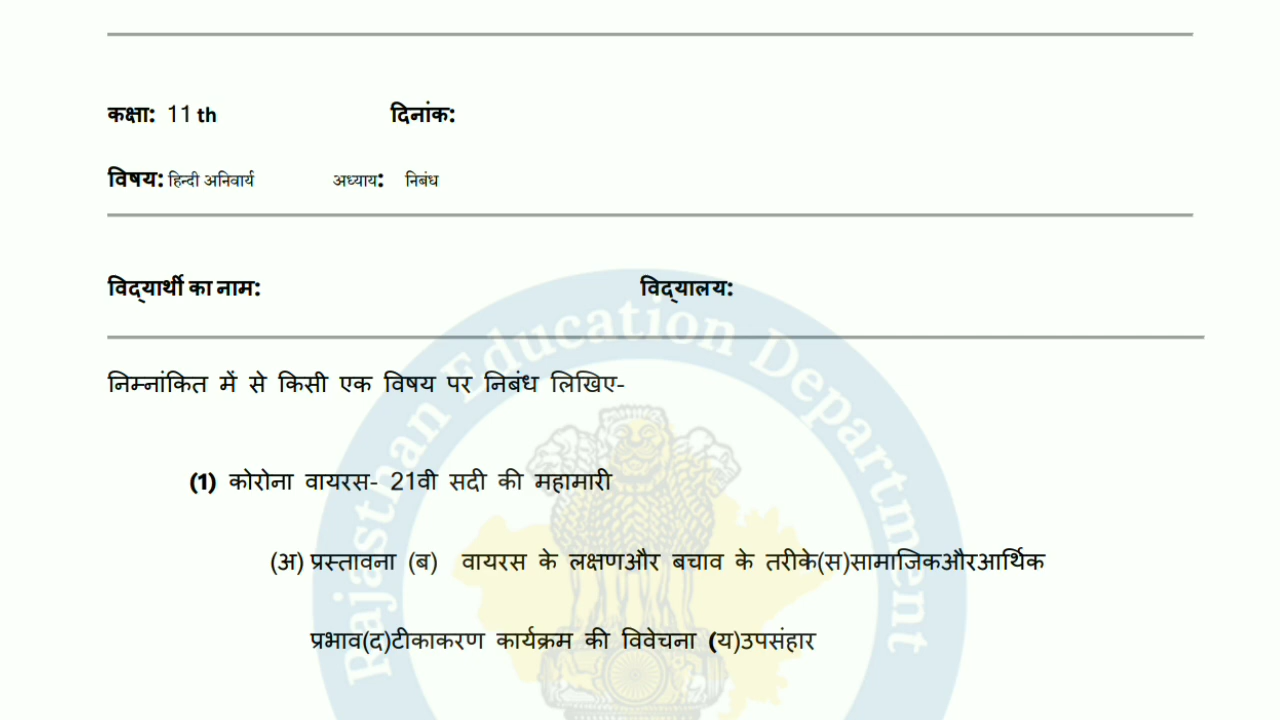 कक्षा: 11 th दिनांक:
विषय: हिन्दी अनिवार्य अध्याय: निबंध
विद्यार्थी का नाम: विद्यालय:
निम्नांकित में से किसी एक विषय पर निबंध लिखिए-
(1) कोरोना वायरस- 21वी सदी की महामारी
(अ) प्रस्तावना (ब) वायरस के लक्षणऔर बचाव के तरीके(स)सामाजिकऔरआर्थिक
प्रभाव(द)टीकाकरण कार्यक्रम की विवेचना (य)उपसंहार
Rajasthan Education Department